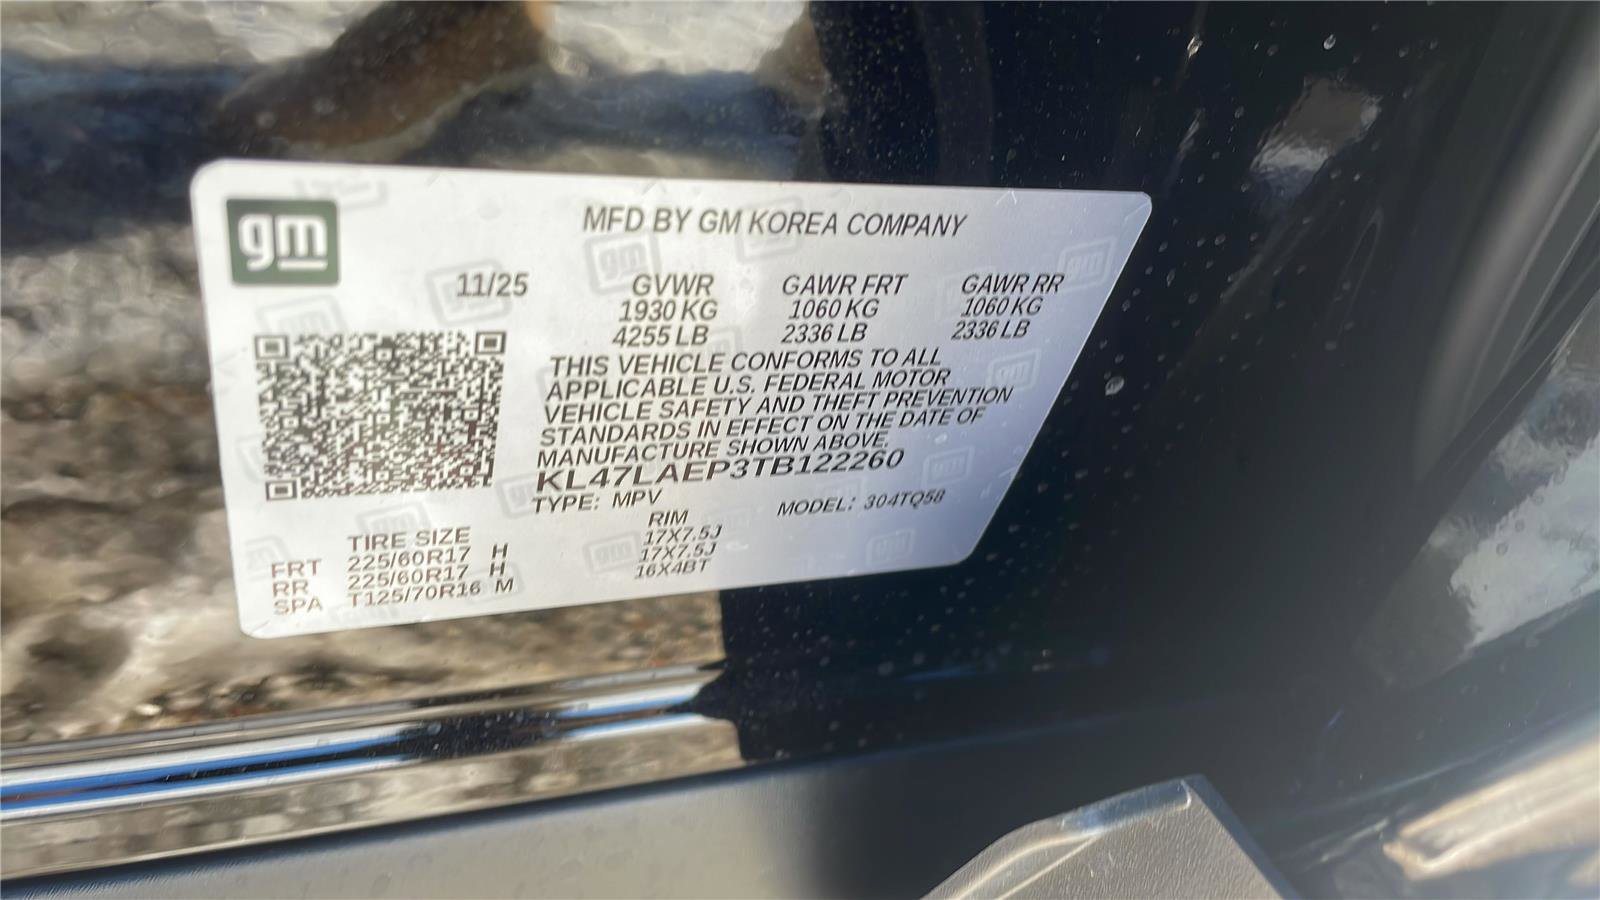 gm
MFD BY GM KOREA COMPANY
11/25 GVWR GAWR FRT GAWR RR
1930 KG 1060 KG 1060 KG
4255 LB 2336 LB 2336 LB
THIS VEHICLE CONFORMS TO ALL
APPLICABLE U.S. FEDERAL MOTOR
VEHICLE SAFETY AND THEFT PREVENTION
STANDARDS IN EFFECT ON THE DATE OF
MANUFACTURE SHOWN ABOVE.
KL47LAEP3TB122260
TYPE: MPV MODEL: 304TQ58
TIRE SIZE RIM
FRT 225/60R17 H 17X7.5J
RR 225/60R17 H 17X7.5J
SPA T125/70R16 M 16X4BT